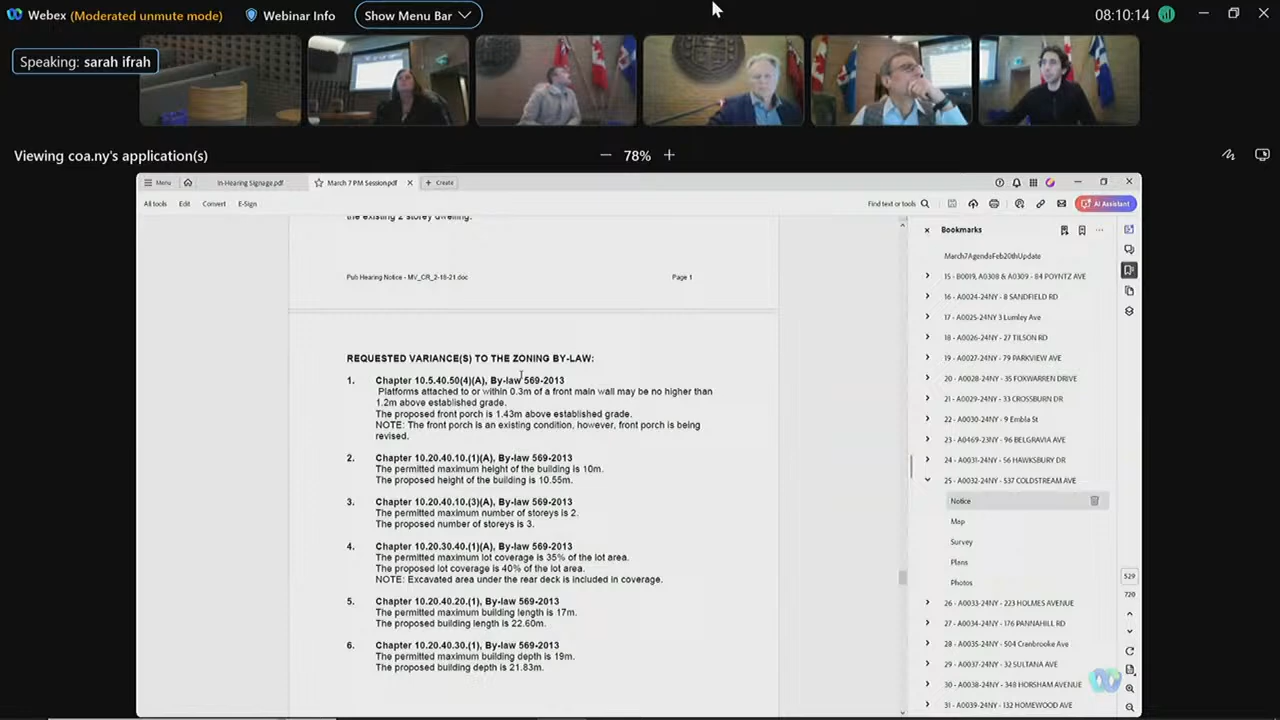 Webex (Moderated unmute mode) Webinar Info Show Menu Bar 08:10:14
Speaking: sarah ifrah
Viewing coa.ny's application(s) 78%
Menu In-Hearing Signage.pdf March 7 PM Session.pdf Create
All tools Edit Convert E-Sign Find text or tools AI Assistant
the existing 2 storey dwelling.
Pub Hearing Notice - MV_CR_2-18-21.doc Page 1
REQUESTED VARIANCE(S) TO THE ZONING BY-LAW:
1. Chapter 10.5.40.50(4)(A), By-law 569-2013
Platforms attached to or within 0.3m of a front main wall may be no higher than
1.2m above established grade.
The proposed front porch is 1.43m above established grade.
NOTE: The front porch is an existing condition, however, front porch is being
revised.
2. Chapter 10.20.40.10.(1)(A), By-law 569-2013
The permitted maximum height of the building is 10m.
The proposed height of the building is 10.55m.
3. Chapter 10.20.40.10.(3)(A), By-law 569-2013
The permitted maximum number of storeys is 2.
The proposed number of storeys is 3.
4. Chapter 10.20.30.40.(1)(A), By-law 569-2013
The permitted maximum lot coverage is 35% of the lot area.
The proposed lot coverage is 40% of the lot area.
NOTE: Excavated area under the rear deck is included in coverage.
5. Chapter 10.20.40.20.(1), By-law 569-2013
The permitted maximum building length is 17m.
The proposed building length is 22.60m.
6. Chapter 10.20.40.30.(1), By-law 569-2013
The permitted maximum building depth is 19m.
The proposed building depth is 21.83m.
Bookmarks
March7AgendaFeb20thUpdate
15 - B0019, A0308 & A0309 - 84 POYNTZ AVE
16 - A0024-24NY - 8 SANDFIELD RD
17 - A0025-24NY 3 Lumley Ave
18 - A0026-24NY - 27 TILSON RD
19 - A0027-24NY - 79 PARKVIEW AVE
20 - A0028-24NY - 35 FOXWARREN DRIVE
21 - A0029-24NY - 33 CROSSBURN DR
22 - A0030-24NY - 9 Embla St
23 - A0469-23NY - 96 BELGRAVIA AVE
24 - A0031-24NY - 56 HAWKSBURY DR
25 - A0032-24NY - 537 COLDSTREAM AVE
Notice
Map
Survey
Plans
Photos
26 - A0033-24NY - 223 HOLMES AVENUE
27 - A0034-24NY - 176 PANNAHILL RD
28 - A0035-24NY - 504 Cranbrooke Ave
29 - A0037-24NY - 32 SULTANA AVE
30 - A0038-24NY - 348 HORSHAM AVENUE
31 - A0039-24NY - 132 HOMEWOOD AVE
529
720